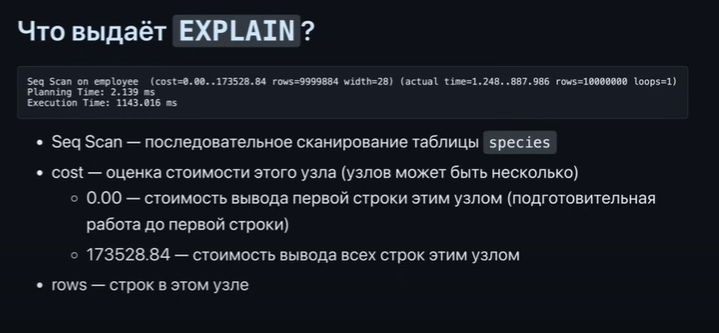 Что выдаёт EXPLAIN?
Seq Scan on employee  (cost=0.00..173528.84 rows=9999884 width=28) (actual time=1.248..887.986 rows=10000000 loops=1)
Planning Time: 2.139 ms
Execution Time: 1143.016 ms
• Seq Scan — последовательное сканирование таблицы species
• cost — оценка стоимости этого узла (узлов может быть несколько)
◦ 0.00 — стоимость вывода первой строки этим узлом (подготовительная
работа до первой строки)
◦ 173528.84 — стоимость вывода всех строк этим узлом
• rows — строк в этом узле